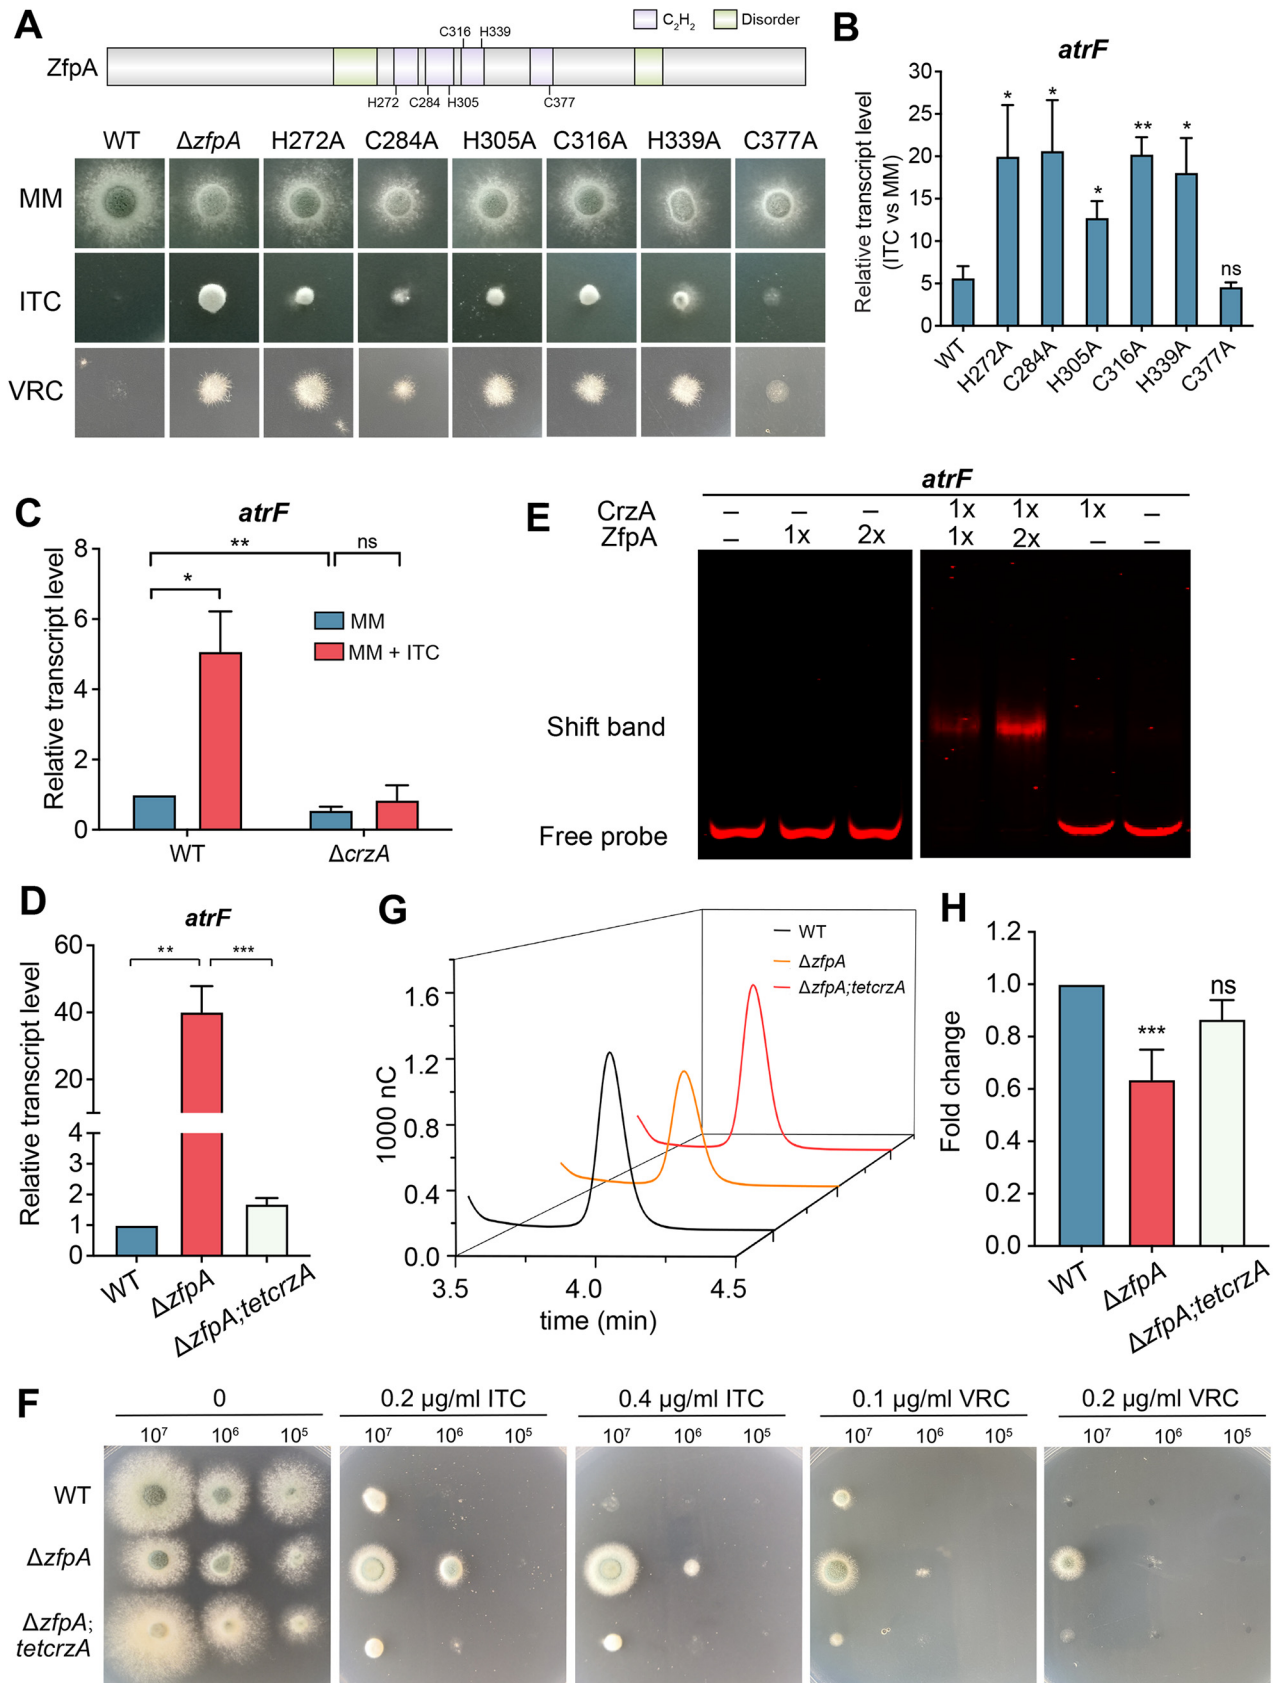 A
C₂H₂ Disorder
C316 H339
ZfpA
H272 C284 H305 C377
WT ΔzfpA H272A C284A H305A C316A H339A C377A
MM
ITC
VRC
B
atrF
Relative transcript level
(ITC vs MM)
30
25
20
15
10
5
0
* * * ** * ns
WT H272A C284A H305A C316A H339A C377A
C
atrF
Relative transcript level
8
6
4
2
0
** ns
*
MM
MM + ITC
WT ΔcrzA
E
atrF
CrzA – – – 1x 1x 1x –
ZfpA – 1x 2x 1x 2x – –
Shift band
Free probe
D
atrF
Relative transcript level
60
40
20
4
3
2
1
0
** ***
WT ΔzfpA ΔzfpA;tetcrzA
G
WT
ΔzfpA
ΔzfpA;tetcrzA
1000 nC
1.6
1.2
0.8
0.4
0.0
3.5 4.0 4.5
time (min)
H
Fold change
1.2
1.0
0.8
0.6
0.4
0.2
0.0
*** ns
WT ΔzfpA ΔzfpA;tetcrzA
F
0 0.2 µg/ml ITC 0.4 µg/ml ITC 0.1 µg/ml VRC 0.2 µg/ml VRC
10⁷ 10⁶ 10⁵ 10⁷ 10⁶ 10⁵ 10⁷ 10⁶ 10⁵ 10⁷ 10⁶ 10⁵ 10⁷ 10⁶ 10⁵
WT
ΔzfpA
ΔzfpA;
tetcrzA